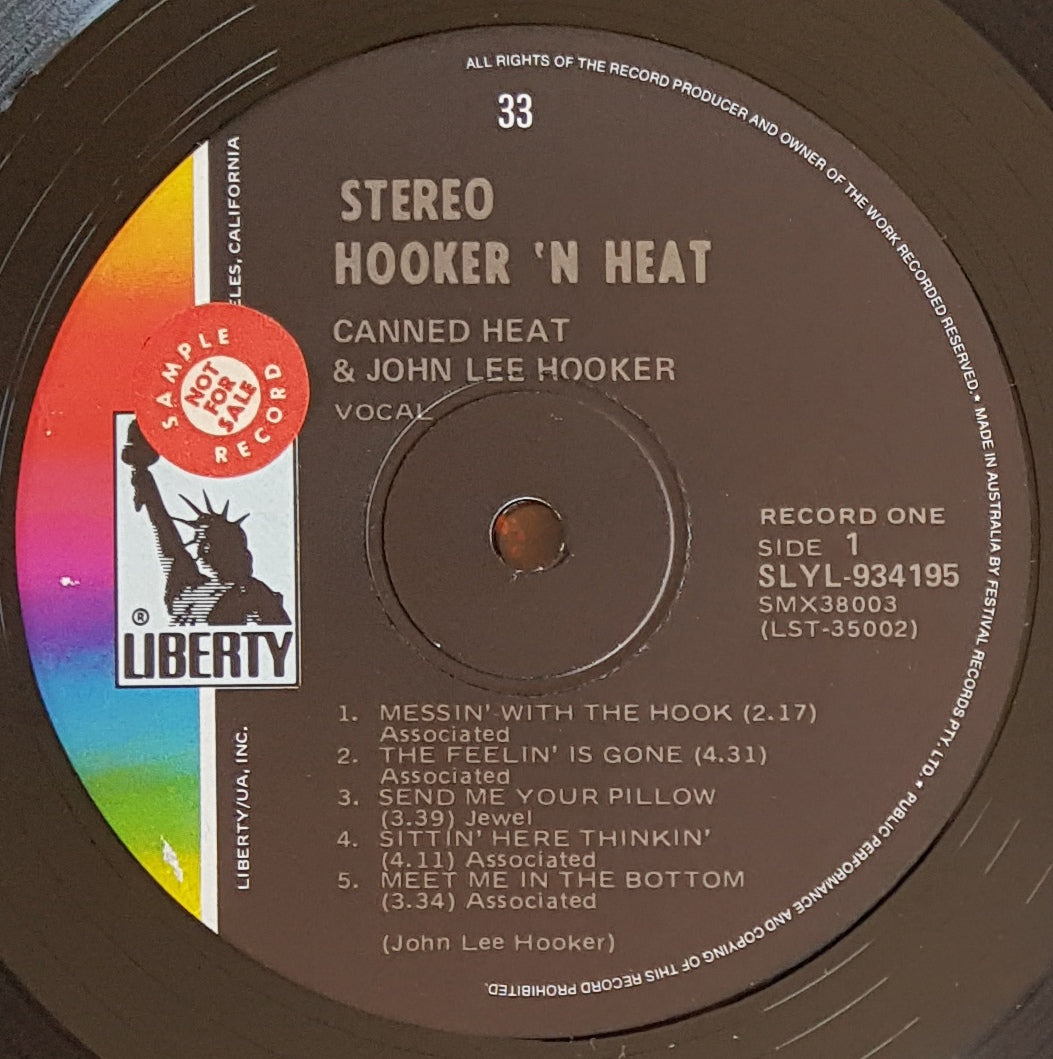 ALL RIGHTS OF THE RECORD PRODUCER AND OWNER OF THE WORK RECORDED RESERVED. • MADE IN AUSTRALIA BY FESTIVAL RECORDS PTY. LTD. • PUBLIC PERFORMANCE AND COPYING OF THIS RECORD PROHIBITED.
33
STEREO
HOOKER 'N HEAT
CANNED HEAT
& JOHN LEE HOOKER
VOCAL
CALIFORNIA
SAMPLE
RECORD
NOT
FOR
SALE
®
LIBERTY
LIBERTY/UA, INC.
RECORD ONE
SIDE 1
SLYL-934195
SMX38003
(LST-35002)
1. MESSIN' WITH THE HOOK (2.17)
Associated
2. THE FEELIN' IS GONE (4.31)
Associated
3. SEND ME YOUR PILLOW
(3.39) Jewel
4. SITTIN' HERE THINKIN'
(4.11) Associated
5. MEET ME IN THE BOTTOM
(3.34) Associated
(John Lee Hooker)